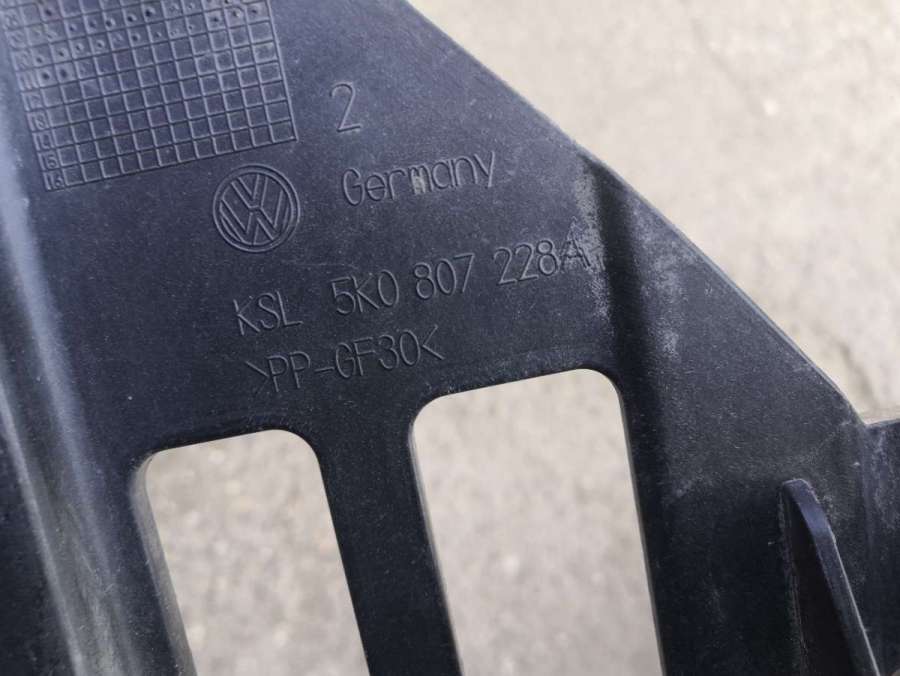 2
Germany
KSL 5K0 807 228A
>PP-GF30<